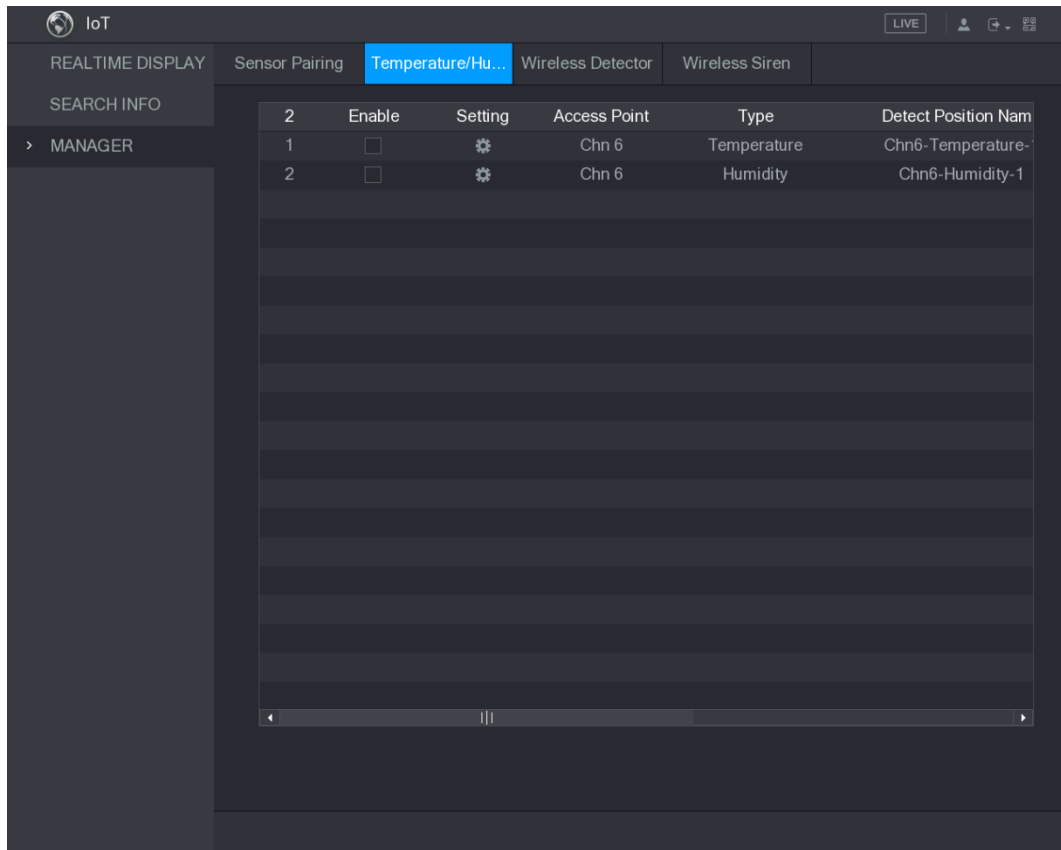 IoT
LIVE
REALTIME DISPLAY
SEARCH INFO
MANAGER
Sensor Pairing Temperature/Hu... Wireless Detector Wireless Siren
2 Enable Setting Access Point Type Detect Position Nam
1 Chn 6 Temperature Chn6-Temperature-1
2 Chn 6 Humidity Chn6-Humidity-1